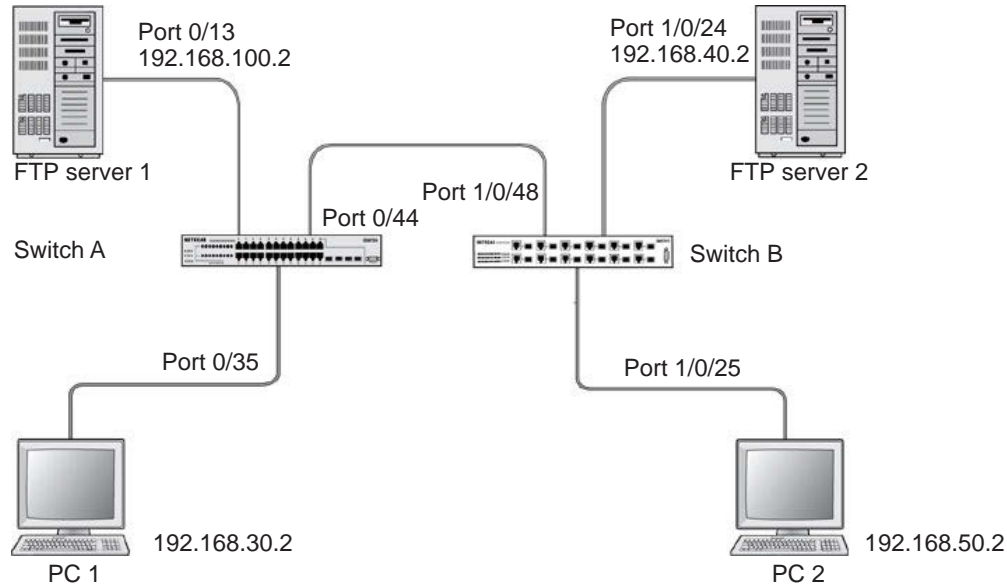 Port 0/13
192.168.100.2
Port 1/0/24
192.168.40.2
FTP server 1
FTP server 2
Port 1/0/48
Port 0/44
Switch A
NETGEAR
NETGEAR
Switch B
Port 0/35
Port 1/0/25
192.168.30.2
192.168.50.2
PC 1
PC 2